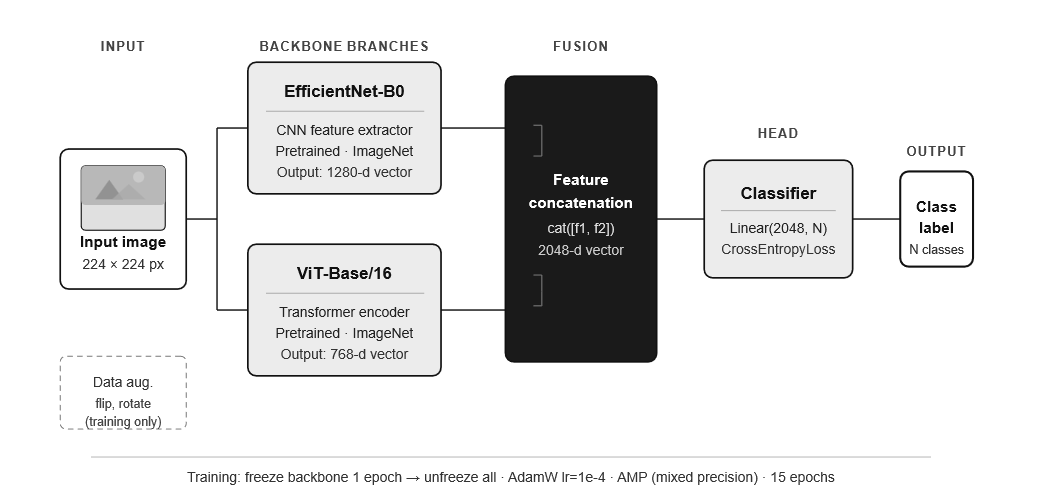 INPUT
BACKBONE BRANCHES
FUSION
HEAD
OUTPUT
Input image
224 × 224 px
EfficientNet-B0
CNN feature extractor
Pretrained · ImageNet
Output: 1280-d vector
ViT-Base/16
Transformer encoder
Pretrained · ImageNet
Output: 768-d vector
Feature
concatenation
cat([f1, f2])
2048-d vector
Classifier
Linear(2048, N)
CrossEntropyLoss
Class
label
N classes
Data aug.
flip, rotate
(training only)
Training: freeze backbone 1 epoch → unfreeze all · AdamW lr=1e-4 · AMP (mixed precision) · 15 epochs